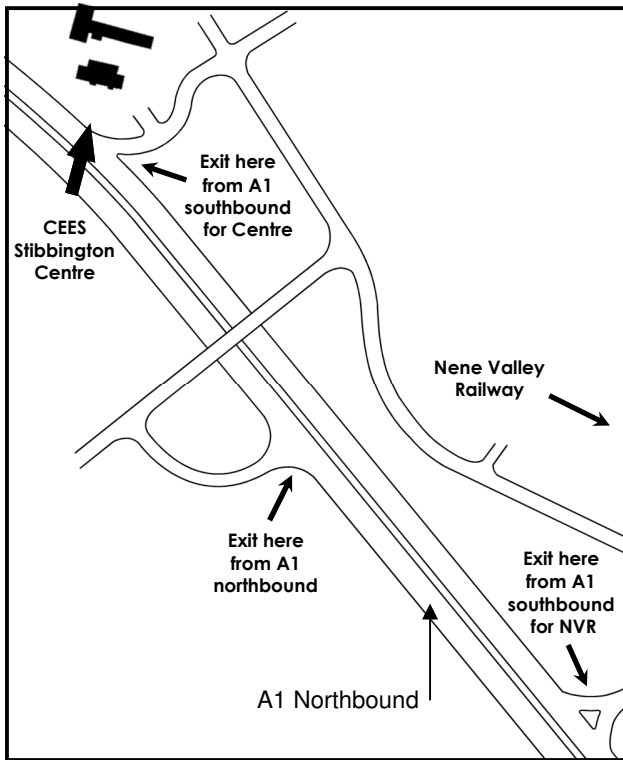 Exit here
from A1
southbound
for Centre
CEES
Stibbington
Centre
Nene Valley
Railway
Exit here
from A1
northbound
Exit here
from A1
southbound
for NVR
A1 Northbound